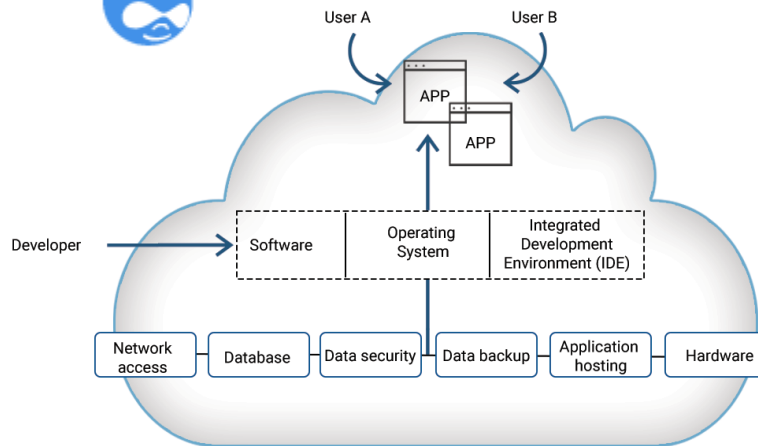 User A
User B
APP
APP
Developer
Software
Operating
System
Integrated
Development
Environment (IDE)
Network
access
Database
Data security
Data backup
Application
hosting
Hardware